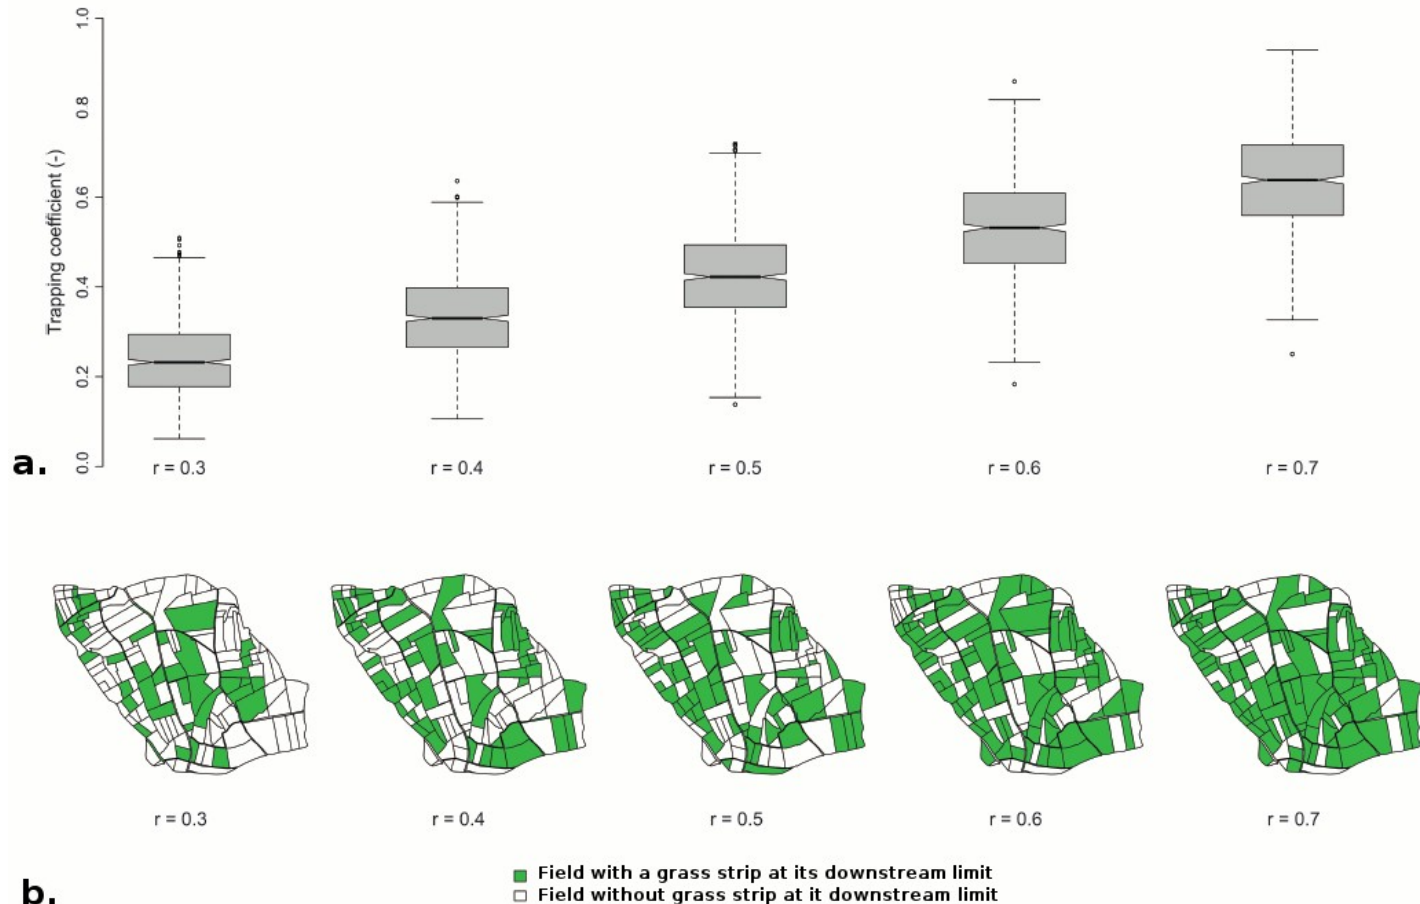 1.0
0.8
0.6
0.4
0.2
0.0
Trapping coefficient (-)
a.
r = 0.3
r = 0.4
r = 0.5
r = 0.6
r = 0.7
r = 0.3
r = 0.4
r = 0.5
r = 0.6
r = 0.7
b.
Field with a grass strip at its downstream limit
Field without grass strip at it downstream limit